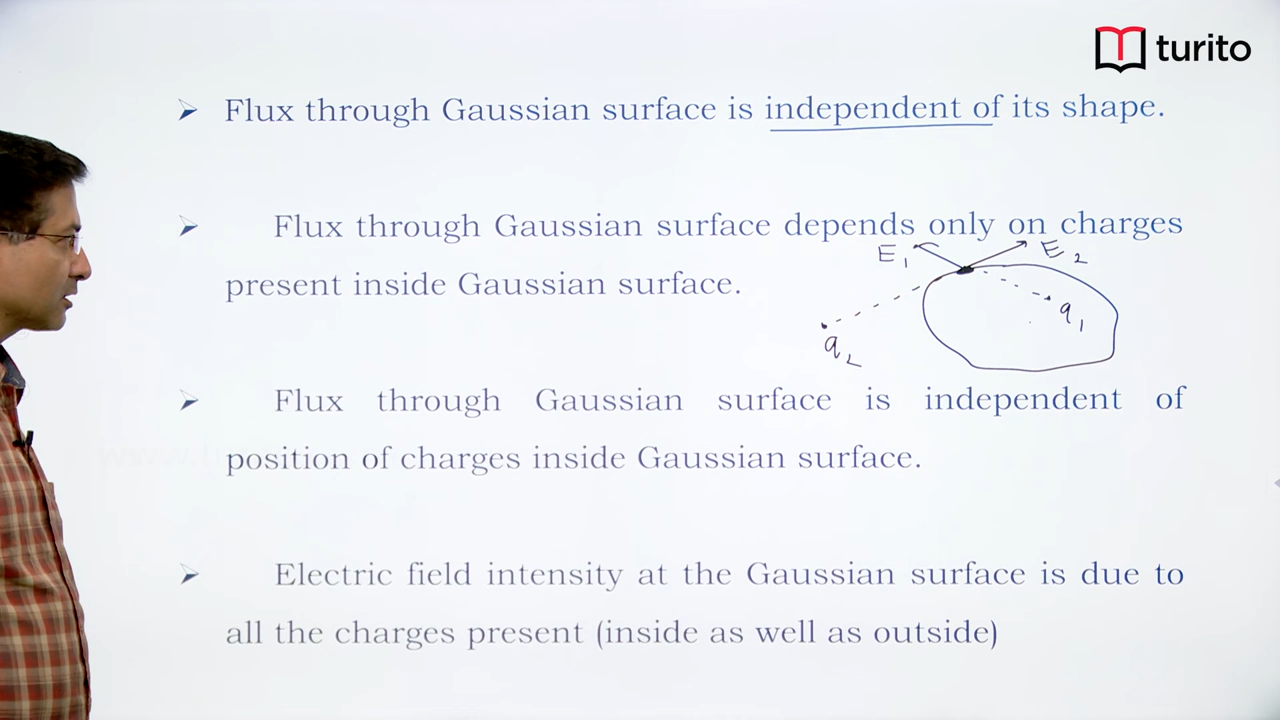 turito
Flux through Gaussian surface is independent of its shape.
Flux through Gaussian surface depends only on charges
E1 E2
present inside Gaussian surface.
q1
q2
Flux through Gaussian surface is independent of
position of charges inside Gaussian surface.
Electric field intensity at the Gaussian surface is due to
all the charges present (inside as well as outside)